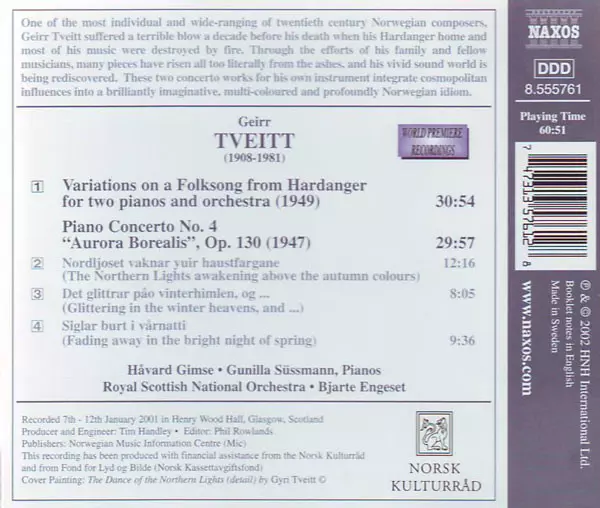 One of the most individual and wide-ranging of twentieth century Norwegian composers,
Geirr Tveitt suffered a terrible blow a decade before his death when his Hardanger home and
most of his music were destroyed by fire. Through the efforts of his family and fellow
musicians, many pieces have risen all too literally from the ashes, and his vivid sound world is
being rediscovered. These two concerto works for his own instrument integrate cosmopolitan
influences into a brilliantly imaginative, multi-coloured and profoundly Norwegian idiom.
NAXOS
DDD
8.555761
Playing Time
60:51
Geirr
TVEITT
(1908-1981)
WORLD PREMIERE
RECORDINGS
1 Variations on a Folksong from Hardanger
for two pianos and orchestra (1949) 30:54
Piano Concerto No. 4
“Aurora Borealis”, Op. 130 (1947) 29:57
2 Nordljoset vaknar yuir haustfargane 12:16
(The Northern Lights awakening above the autumn colours)
3 Det glittrar påo vinterhimlen, og ... 8:05
(Glittering in the winter heavens, and ...)
4 Siglar burt i vårnatti 9:36
(Fading away in the bright night of spring)
Håvard Gimse • Gunilla Süssmann, Pianos
Royal Scottish National Orchestra • Bjarte Engeset
Recorded 7th - 12th January 2001 in Henry Wood Hall, Glasgow, Scotland
Producer and Engineer: Tim Handley • Editor: Phil Rowlands
Publishers: Norwegian Music Information Centre (Mic)
This recording has been produced with financial assistance from the Norsk Kulturråd
and from Fond for Lyd og Bilde (Norsk Kassettavgiftsfond)
Cover Painting: The Dance of the Northern Lights (detail) by Gyri Tveitt ©
NORSK
KULTURRÅD
7 47313 57612 8
www.naxos.com
℗ & © 2002 HNH International Ltd.
Booklet notes in English
Made in Sweden